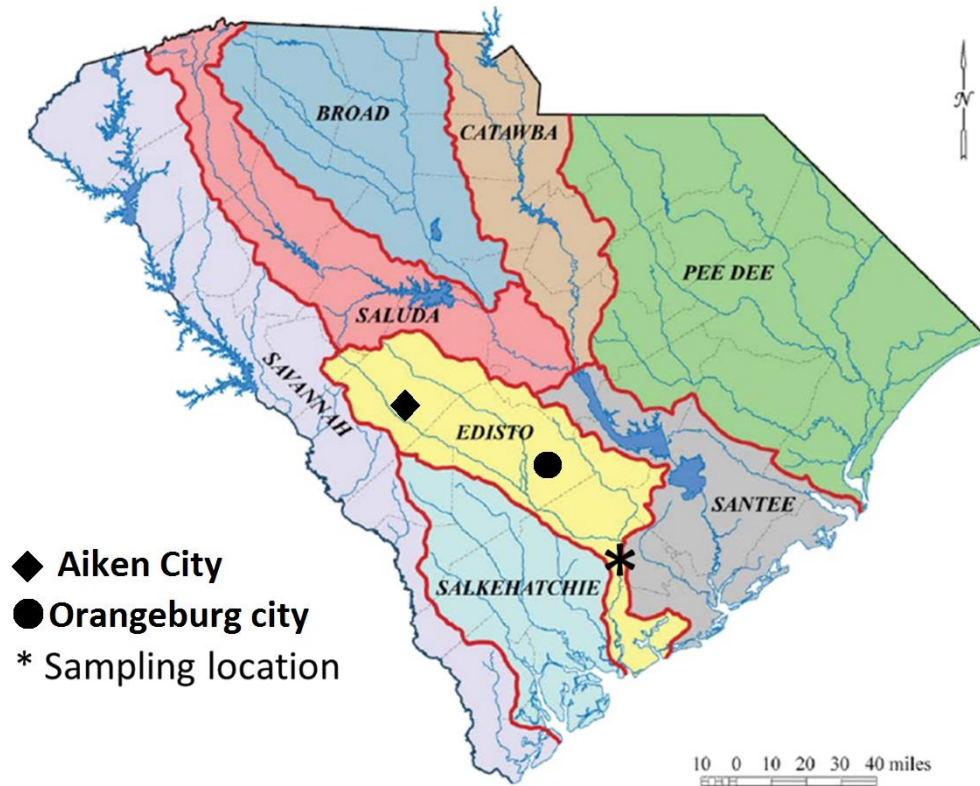 BROAD
CATAWBA
N
PEE DEE
SALUDA
SAVANNAH
EDISTO
SANTEE
SALKEHATCHIE
Aiken City
Orangeburg city
* Sampling location
10 0 10 20 30 40 miles